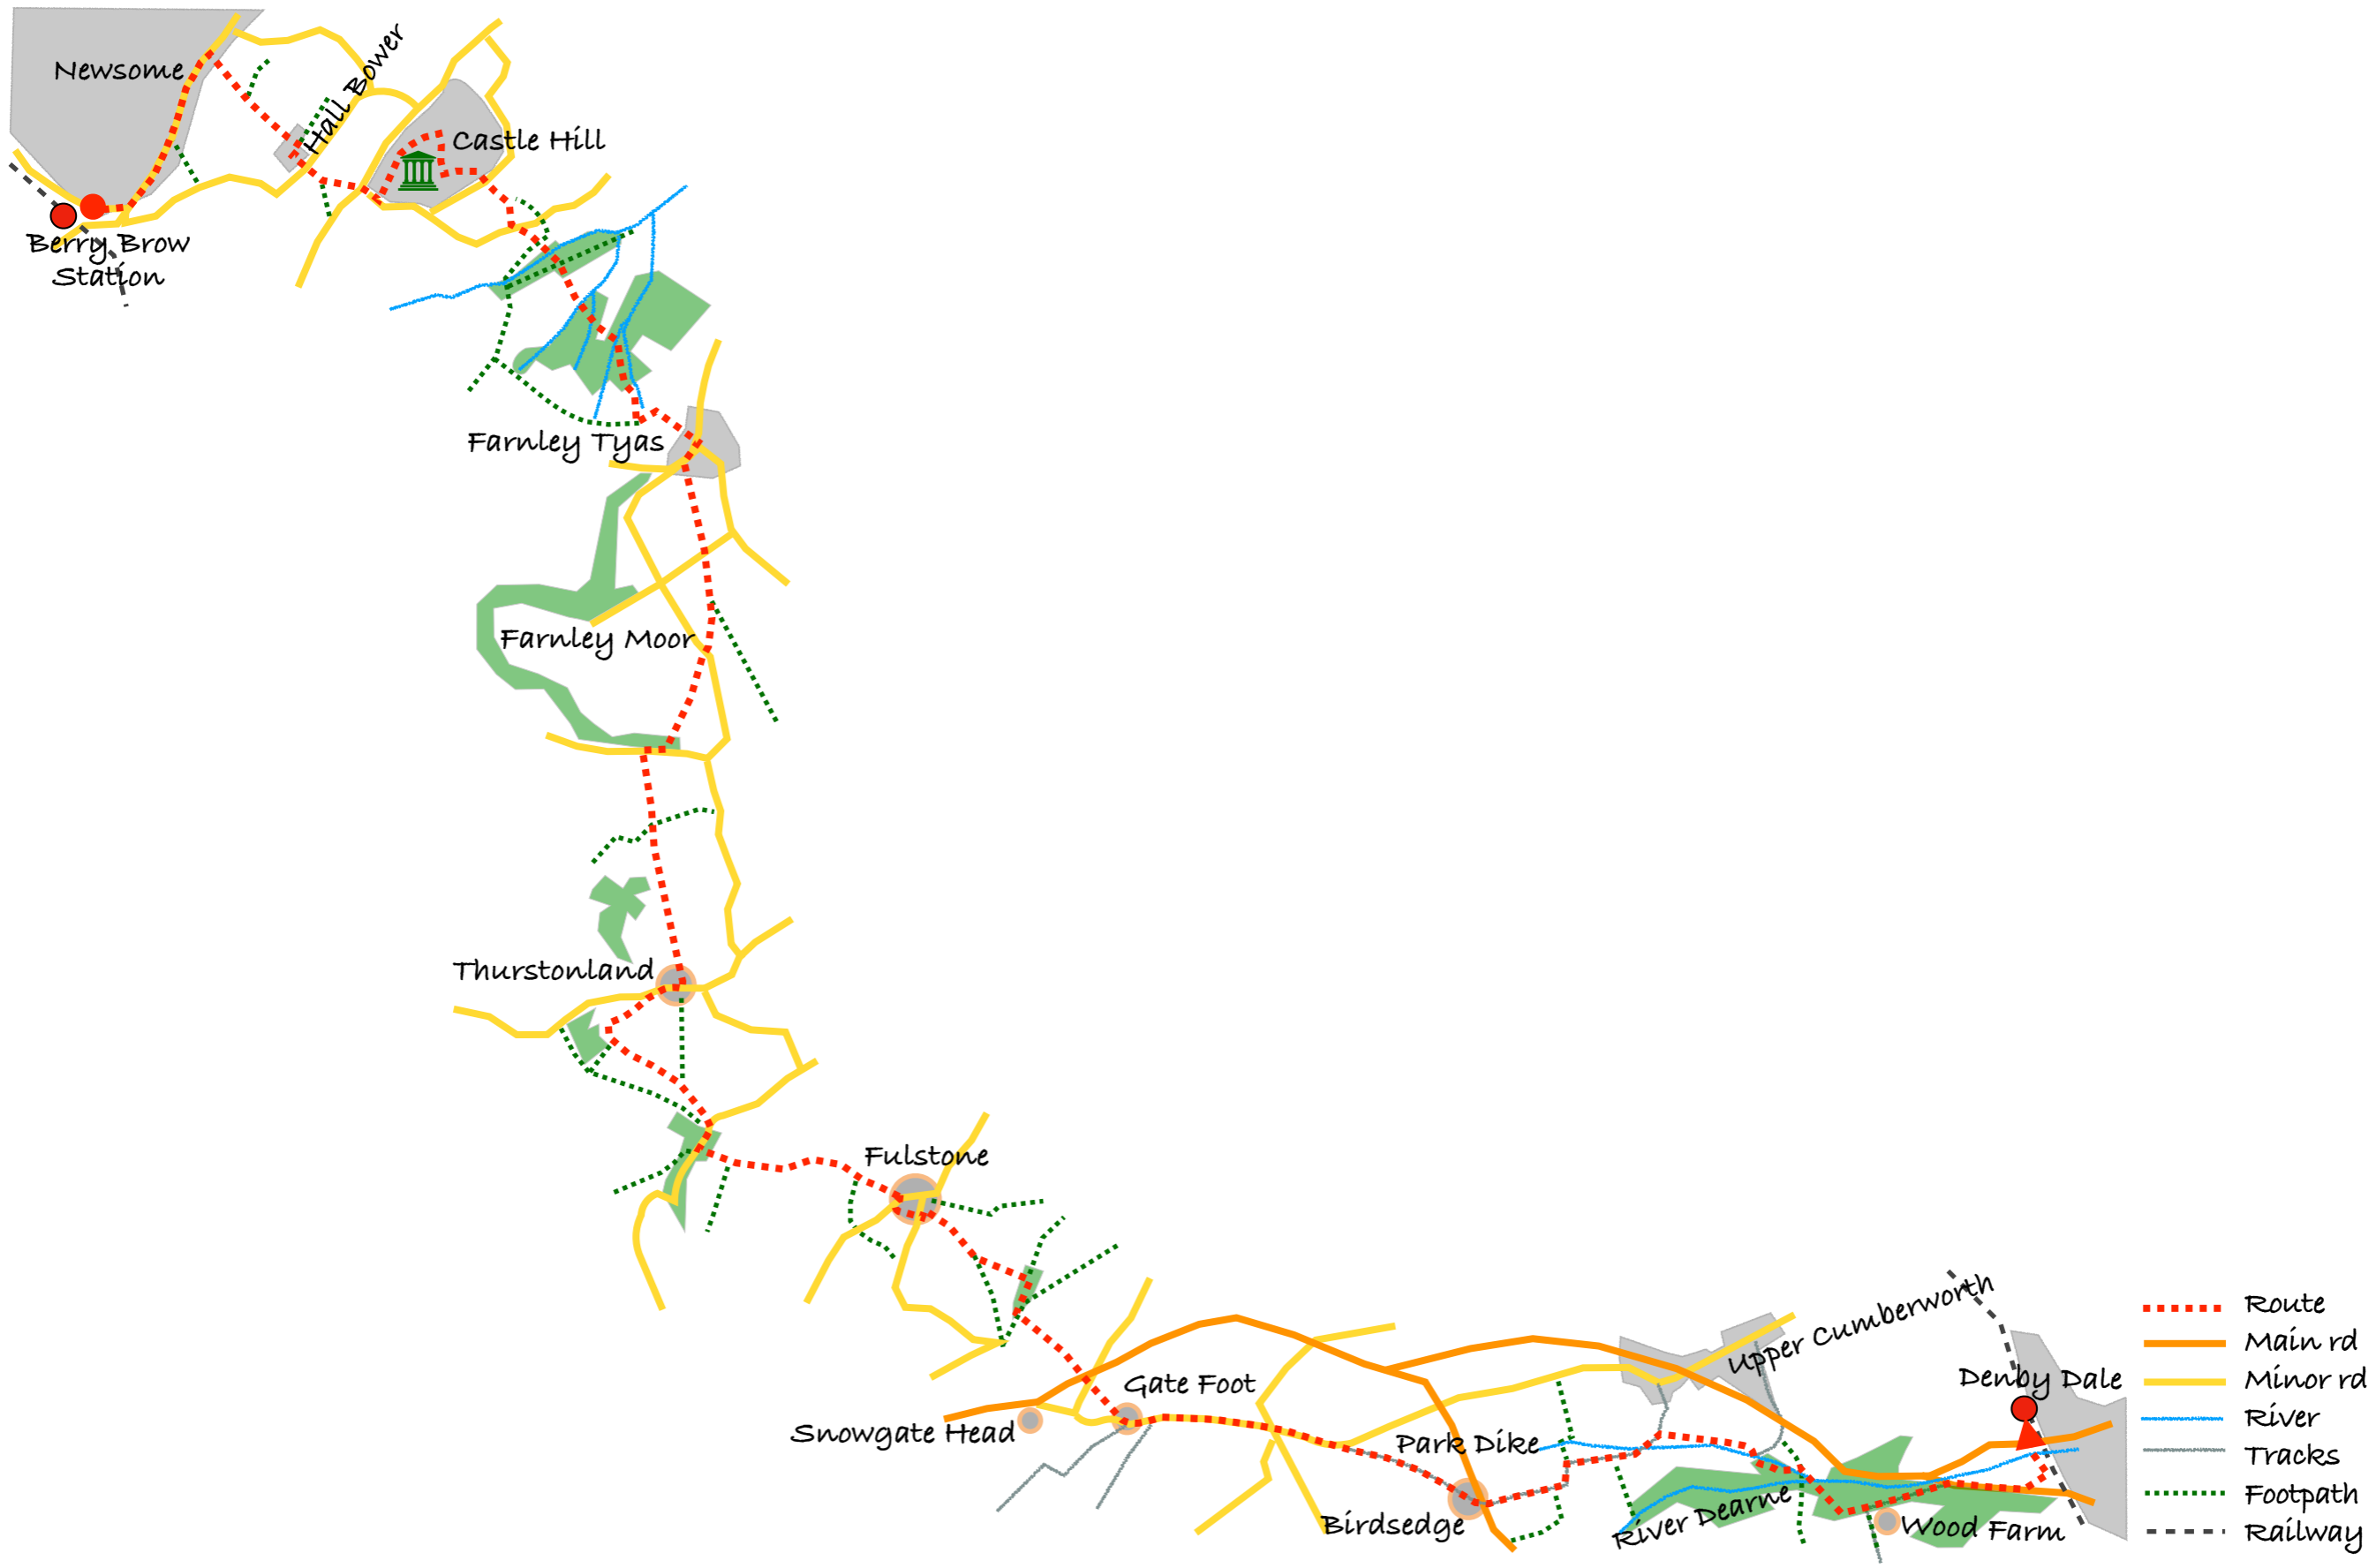 Newsome
Hall Bower
Castle Hill
Berry Brow
Station
Farnley Tyas
Farnley Moor
Thurstonland
Fulstone
Upper Cumberworth
Denby Dale
Gate Foot
Snowgate Head
Park Dike
Birdsedge
River Dearne
Wood Farm
Route
Main rd
Minor rd
River
Tracks
Footpath
Railway